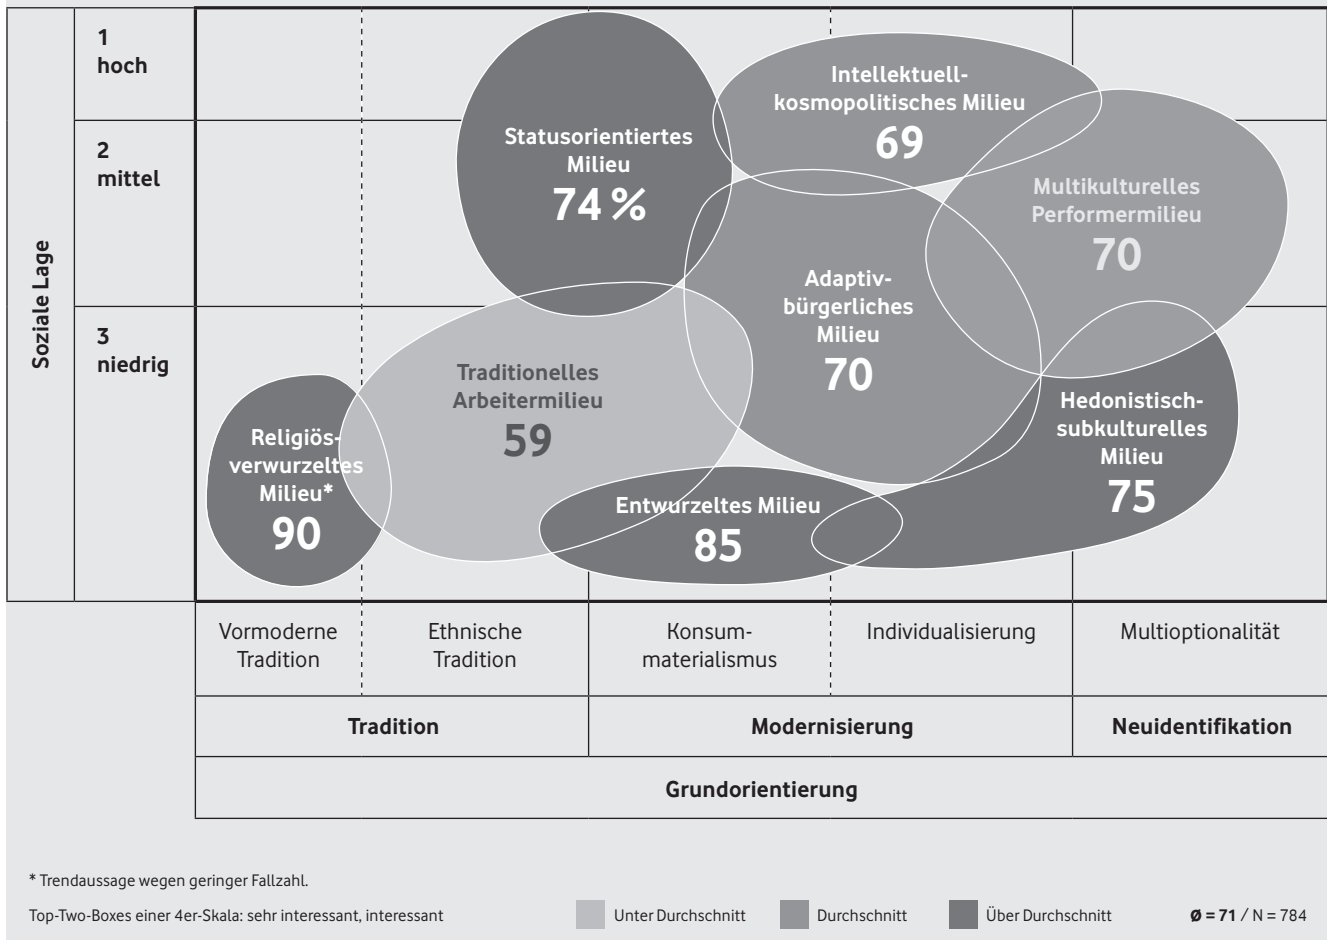 Soziale Lage
1
hoch
2
mittel
3
niedrig
Statusorientiertes
Milieu
74 %
Intellektuell-
kosmopolitisches Milieu
69
Multikulturelles
Performermilieu
70
Adaptiv-
bürgerliches
Milieu
70
Traditionelles
Arbeitermilieu
59
Religiös-
verwurzeltes
Milieu*
90
Entwurzeltes Milieu
85
Hedonistisch-
subkulturelles
Milieu
75
Vormoderne
Tradition
Ethnische
Tradition
Konsum-
materialismus
Individualisierung
Multioptionalität
Tradition
Modernisierung
Neuidentifikation
Grundorientierung
* Trendaussage wegen geringer Fallzahl.
Top-Two-Boxes einer 4er-Skala: sehr interessant, interessant
Unter Durchschnitt
Durchschnitt
Über Durchschnitt
Ø = 71 / N = 784